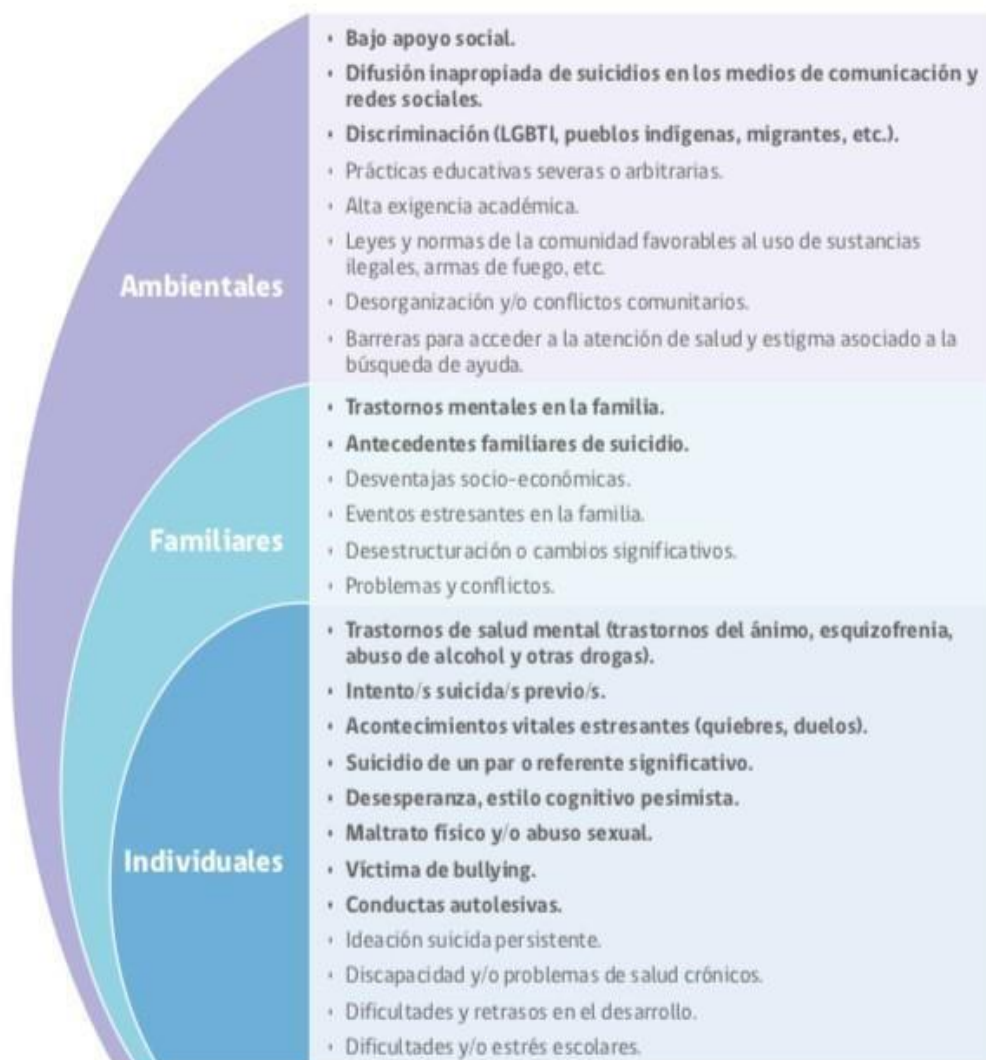 • Bajo apoyo social.
• Difusión inapropiada de suicidios en los medios de comunicación y
redes sociales.
• Discriminación (LGBTI, pueblos indígenas, migrantes, etc.).
• Prácticas educativas severas o arbitrarias.
• Alta exigencia académica.
• Leyes y normas de la comunidad favorables al uso de sustancias
ilegales, armas de fuego, etc.
Ambientales
• Desorganización y/o conflictos comunitarios.
• Barreras para acceder a la atención de salud y estigma asociado a la
búsqueda de ayuda.
• Trastornos mentales en la familia.
• Antecedentes familiares de suicidio.
• Desventajas socio-económicas.
• Eventos estresantes en la familia.
Familiares
• Desestructuración o cambios significativos.
• Problemas y conflictos.
• Trastornos de salud mental (trastornos del ánimo, esquizofrenia,
abuso de alcohol y otras drogas).
• Intento/s suicida/s previo/s.
• Acontecimientos vitales estresantes (quiebres, duelos).
• Suicidio de un par o referente significativo.
• Desesperanza, estilo cognitivo pesimista.
• Maltrato físico y/o abuso sexual.
Individuales
• Víctima de bullying.
• Conductas autolesivas.
• Ideación suicida persistente.
• Discapacidad y/o problemas de salud crónicos.
• Dificultades y retrasos en el desarrollo.
• Dificultades y/o estrés escolares.